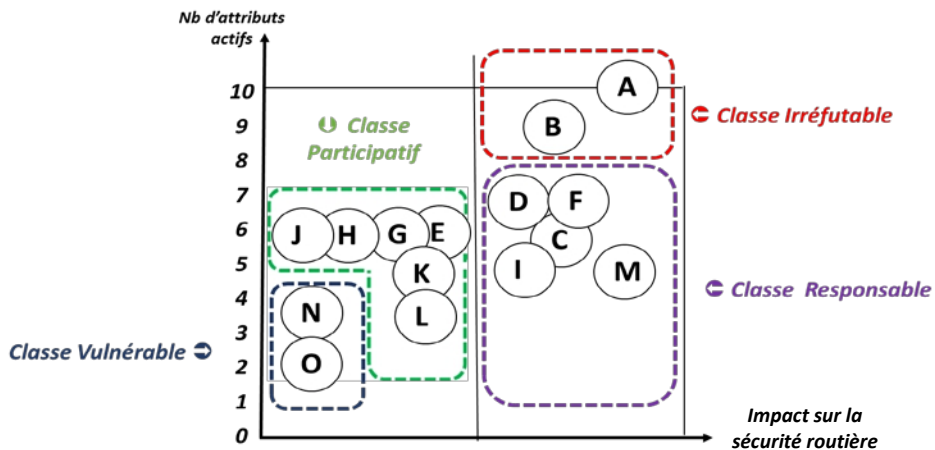 Nb d'attributs
actifs
10
9
8
7
6
5
4
3
2
1
0
A
B
Classe Irréfutable
Classe
Participatif
D
F
C
I
M
Classe Responsable
J
H
G
E
K
L
N
O
Classe Vulnérable
Impact sur la
sécurité routière